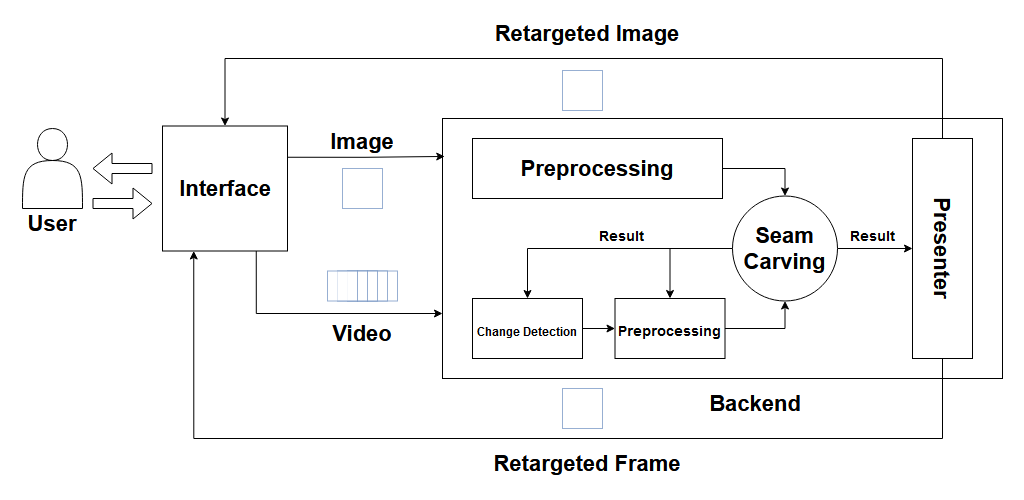 Retargeted Image
Image
Preprocessing
Interface
User
Seam
Carving
Result
Result
Presenter
Change Detection
Preprocessing
Video
Backend
Retargeted Frame